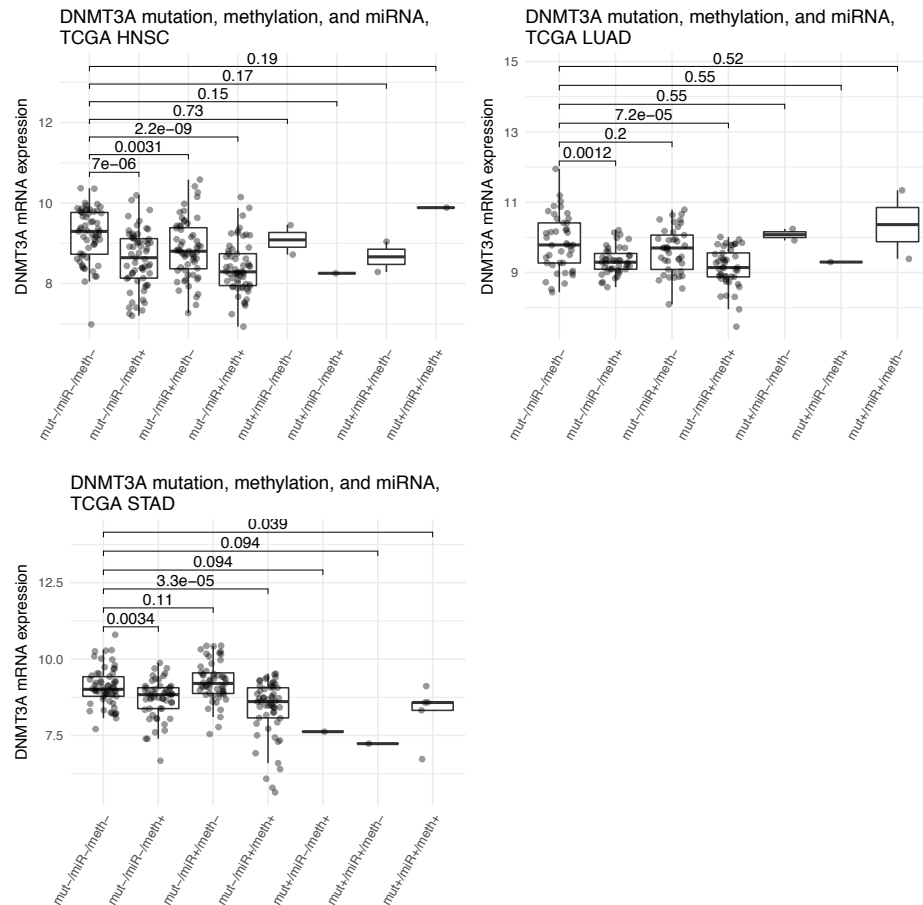 DNMT3A mutation, methylation, and miRNA,
TCGA HNSC
DNMT3A mRNA expression
12
10
8
0.19
0.17
0.15
0.73
2.2e−09
0.0031
7e−06
mut−/miR−/meth−
mut−/miR−/meth+
mut−/miR+/meth−
mut−/miR+/meth+
mut+/miR−/meth−
mut+/miR−/meth+
mut+/miR+/meth−
mut+/miR+/meth+
DNMT3A mutation, methylation, and miRNA,
TCGA LUAD
DNMT3A mRNA expression
15
13
11
9
0.52
0.55
0.55
7.2e−05
0.2
0.0012
mut−/miR−/meth−
mut−/miR−/meth+
mut−/miR+/meth−
mut−/miR+/meth+
mut+/miR−/meth−
mut+/miR−/meth+
mut+/miR+/meth−
DNMT3A mutation, methylation, and miRNA,
TCGA STAD
DNMT3A mRNA expression
12.5
10.0
7.5
0.039
0.094
0.094
3.3e−05
0.11
0.0034
mut−/miR−/meth−
mut−/miR−/meth+
mut−/miR+/meth−
mut−/miR+/meth+
mut+/miR−/meth+
mut+/miR+/meth−
mut+/miR+/meth+